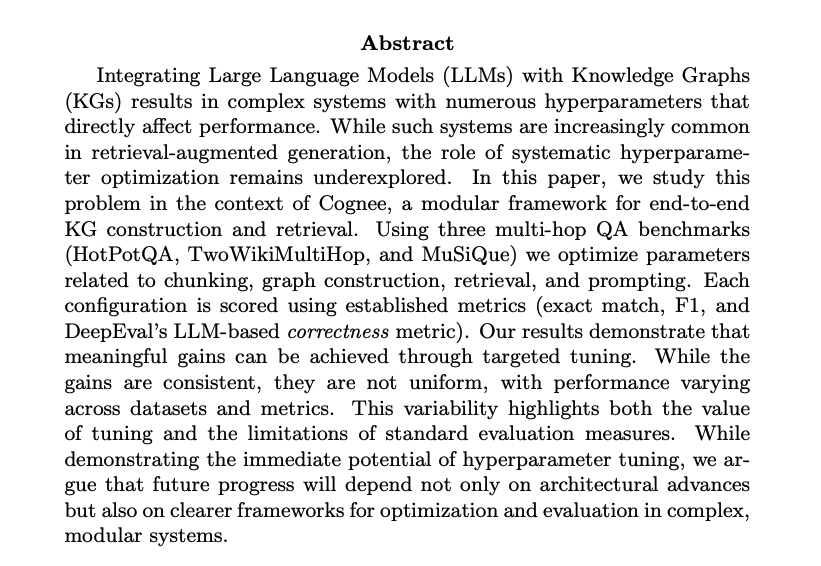 Abstract
Integrating Large Language Models (LLMs) with Knowledge Graphs
(KGs) results in complex systems with numerous hyperparameters that
directly affect performance. While such systems are increasingly common
in retrieval-augmented generation, the role of systematic hyperparame-
ter optimization remains underexplored. In this paper, we study this
problem in the context of Cognee, a modular framework for end-to-end
KG construction and retrieval. Using three multi-hop QA benchmarks
(HotPotQA, TwoWikiMultiHop, and MuSiQue) we optimize parameters
related to chunking, graph construction, retrieval, and prompting. Each
configuration is scored using established metrics (exact match, F1, and
DeepEval's LLM-based correctness metric). Our results demonstrate that
meaningful gains can be achieved through targeted tuning. While the
gains are consistent, they are not uniform, with performance varying
across datasets and metrics. This variability highlights both the value
of tuning and the limitations of standard evaluation measures. While
demonstrating the immediate potential of hyperparameter tuning, we ar-
gue that future progress will depend not only on architectural advances
but also on clearer frameworks for optimization and evaluation in complex,
modular systems.